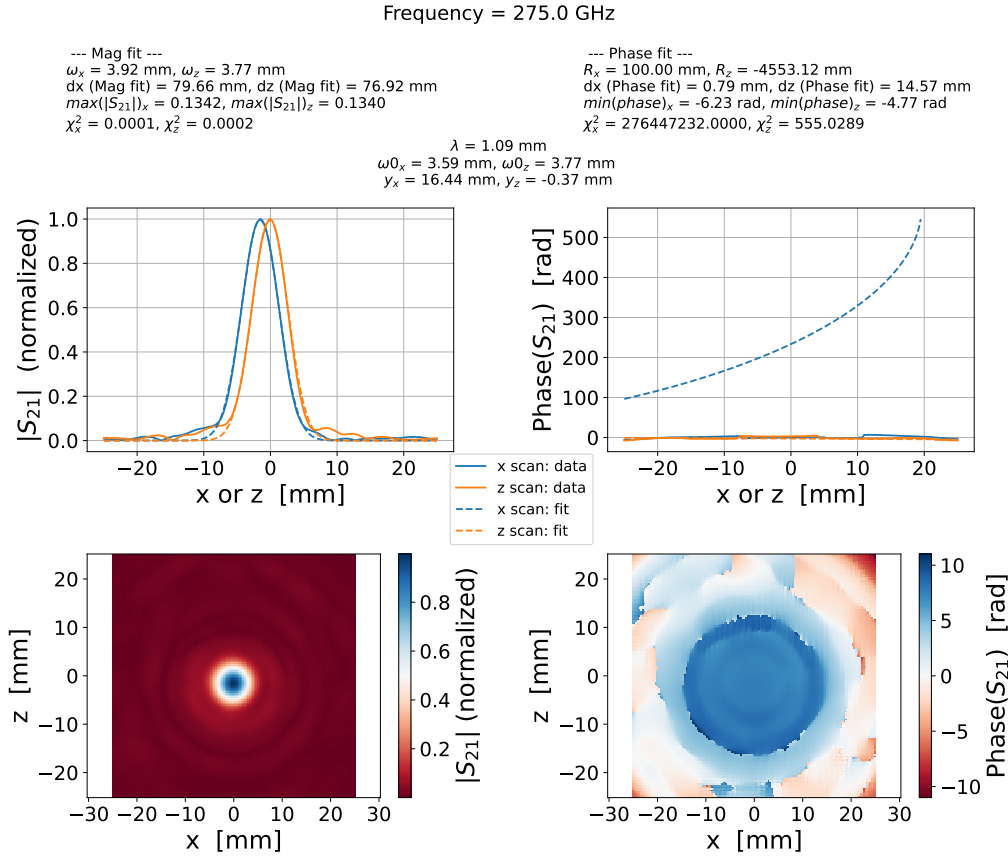 Frequency = 275.0 GHz
--- Mag fit ---
ωx = 3.92 mm, ωz = 3.77 mm
dx (Mag fit) = 79.66 mm, dz (Mag fit) = 76.92 mm
max(|S21|)x = 0.1342, max(|S21|)z = 0.1340
χ²x = 0.0001, χ²z = 0.0002
--- Phase fit ---
Rx = 100.00 mm, Rz = -4553.12 mm
dx (Phase fit) = 0.79 mm, dz (Phase fit) = 14.57 mm
min(phase)x = -6.23 rad, min(phase)z = -4.77 rad
χ²x = 276447232.0000, χ²z = 555.0289
λ = 1.09 mm
ω0x = 3.59 mm, ω0z = 3.77 mm
yx = 16.44 mm, yz = -0.37 mm
|S21| (normalized)
1.0
0.8
0.6
0.4
0.2
0.0
−20 −10 0 10 20
x or z [mm]
Phase(S21) [rad]
500
400
300
200
100
0
−20 −10 0 10 20
x or z [mm]
x scan: data
z scan: data
x scan: fit
z scan: fit
z [mm]
20
10
0
−10
−20
−30 −20 −10 0 10 20 30
x [mm]
0.8
0.6
0.4
0.2
|S21| (normalized)
z [mm]
20
10
0
−10
−20
−30 −20 −10 0 10 20 30
x [mm]
10
5
0
−5
−10
Phase(S21) [rad]